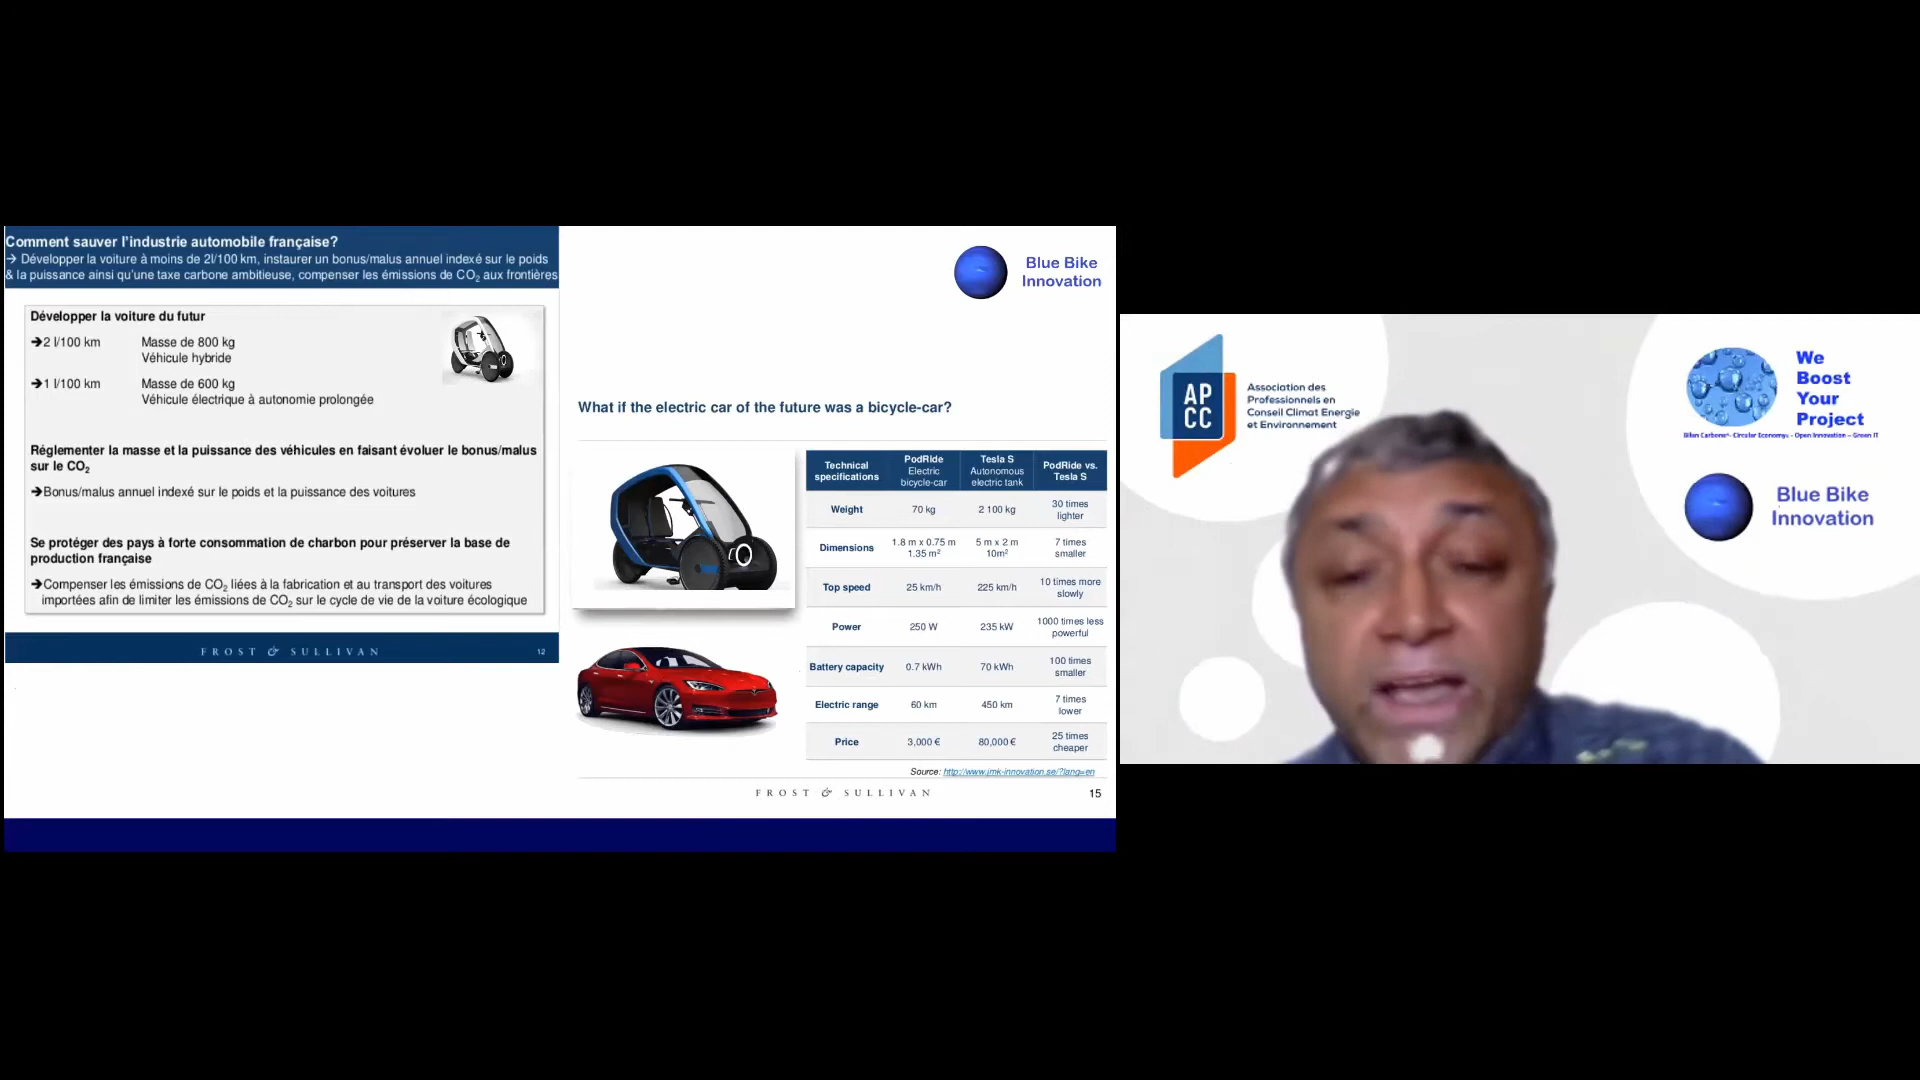 Comment sauver l'industrie automobile française?
➔ Développer la voiture à moins de 2l/100 km, instaurer un bonus/malus annuel indexé sur le poids
& la puissance ainsi qu'une taxe carbone ambitieuse, compenser les émissions de CO2 aux frontières
Développer la voiture du futur
➔2 l/100 km Masse de 800 kg
Véhicule hybride
➔1 l/100 km Masse de 600 kg
Véhicule électrique à autonomie prolongée
Réglementer la masse et la puissance des véhicules en faisant évoluer le bonus/malus
sur le CO2
➔Bonus/malus annuel indexé sur le poids et la puissance des voitures
Se protéger des pays à forte consommation de charbon pour préserver la base de
production française
➔Compenser les émissions de CO2 liées à la fabrication et au transport des voitures
importées afin de limiter les émissions de CO2 sur le cycle de vie de la voiture écologique
FROST & SULLIVAN 12
Blue Bike
Innovation
What if the electric car of the future was a bicycle-car?
Technical specifications PodRide Electric bicycle-car Tesla S Autonomous electric tank PodRide vs. Tesla S
Weight 70 kg 2 100 kg 30 times lighter
Dimensions 1.8 m x 0.75 m 1.35 m² 5 m x 2 m 10m² 7 times smaller
Top speed 25 km/h 225 km/h 10 times more slowly
Power 250 W 235 kW 1000 times less powerful
Battery capacity 0.7 kWh 70 kWh 100 times smaller
Electric range 60 km 450 km 7 times lower
Price 3,000 € 80,000 € 25 times cheaper
Source: http://www.jmk-innovation.se/?lang=en
FROST & SULLIVAN 15
AP
CC
Association des
Professionnels en
Conseil Climat Energie
et Environnement
We
Boost
Your
Project
Bilan Carbone®- Circular Economy® - Open Innovation – Green IT
Blue Bike
Innovation